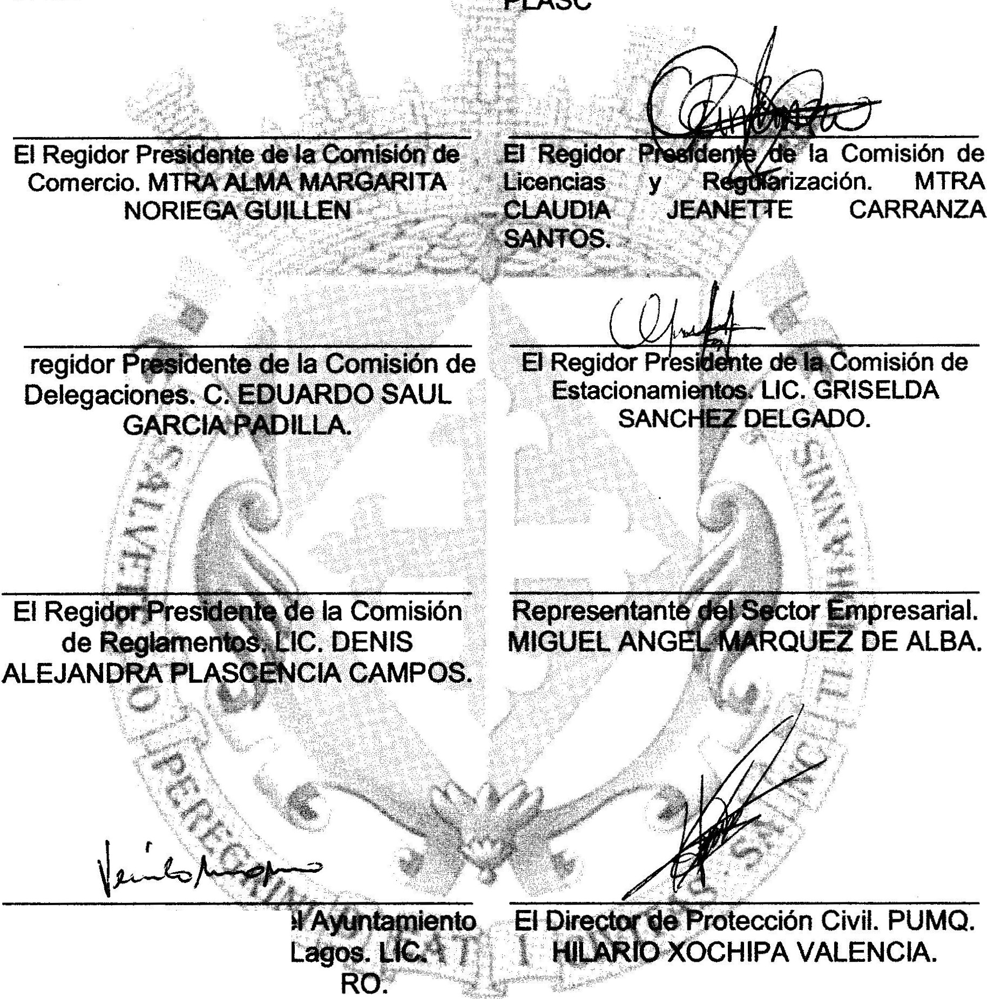 El Regidor Presidente de la Comisión de
Comercio. MTRA ALMA MARGARITA
NORIEGA GUILLEN
El Regidor Presidente de la Comisión de
Licencias y Regularización. MTRA
CLAUDIA JEANETTE CARRANZA
SANTOS.
regidor Presidente de la Comisión de
Delegaciones. C. EDUARDO SAUL
GARCIA PADILLA.
El Regidor Presidente de la Comisión de
Estacionamientos. LIC. GRISELDA
SANCHEZ DELGADO.
El Regidor Presidente de la Comisión
de Reglamentos. LIC. DENIS
ALEJANDRA PLASCENCIA CAMPOS.
Representante del Sector Empresarial.
MIGUEL ANGEL MARQUEZ DE ALBA.
el Ayuntamiento
Lagos. LIC.
RO.
El Director de Protección Civil. PUMQ.
HILARIO XOCHIPA VALENCIA.